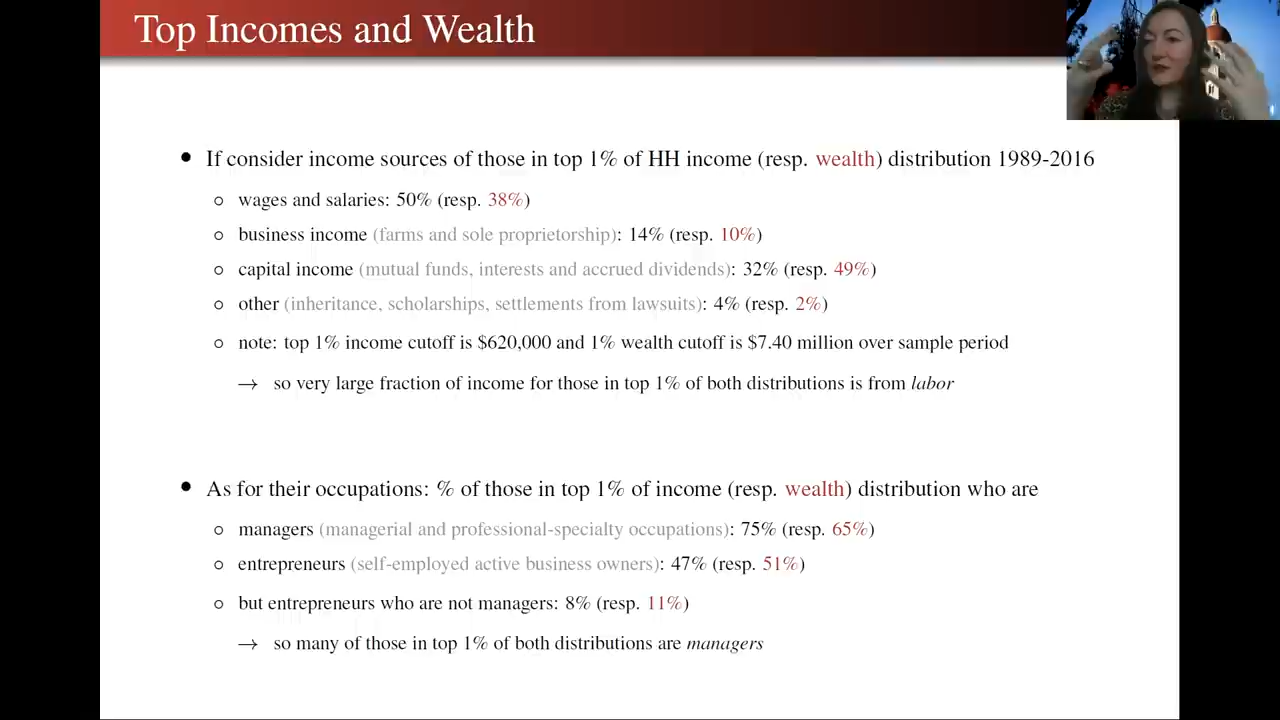 Top Incomes and Wealth
• If consider income sources of those in top 1% of HH income (resp. wealth) distribution 1989-2016
○ wages and salaries: 50% (resp. 38%)
○ business income (farms and sole proprietorship): 14% (resp. 10%)
○ capital income (mutual funds, interests and accrued dividends): 32% (resp. 49%)
○ other (inheritance, scholarships, settlements from lawsuits): 4% (resp. 2%)
○ note: top 1% income cutoff is $620,000 and 1% wealth cutoff is $7.40 million over sample period
→ so very large fraction of income for those in top 1% of both distributions is from labor
• As for their occupations: % of those in top 1% of income (resp. wealth) distribution who are
○ managers (managerial and professional-specialty occupations): 75% (resp. 65%)
○ entrepreneurs (self-employed active business owners): 47% (resp. 51%)
○ but entrepreneurs who are not managers: 8% (resp. 11%)
→ so many of those in top 1% of both distributions are managers